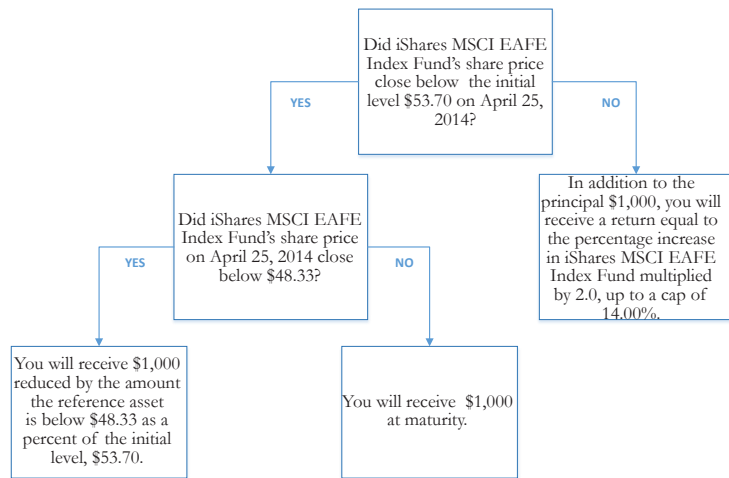 Did iShares MSCI EAFE
Index Fund's share price
close below the initial
level $53.70 on April 25,
2014?
YES
NO
Did iShares MSCI EAFE
Index Fund's share price
on April 25, 2014 close
below $48.33?
In addition to the
principal $1,000, you will
receive a return equal to
the percentage increase
in iShares MSCI EAFE
Index Fund multiplied
by 2.0, up to a cap of
14.00%.
YES
NO
You will receive $1,000
reduced by the amount
the reference asset
is below $48.33 as a
percent of the initial
level, $53.70.
You will receive $1,000
at maturity.